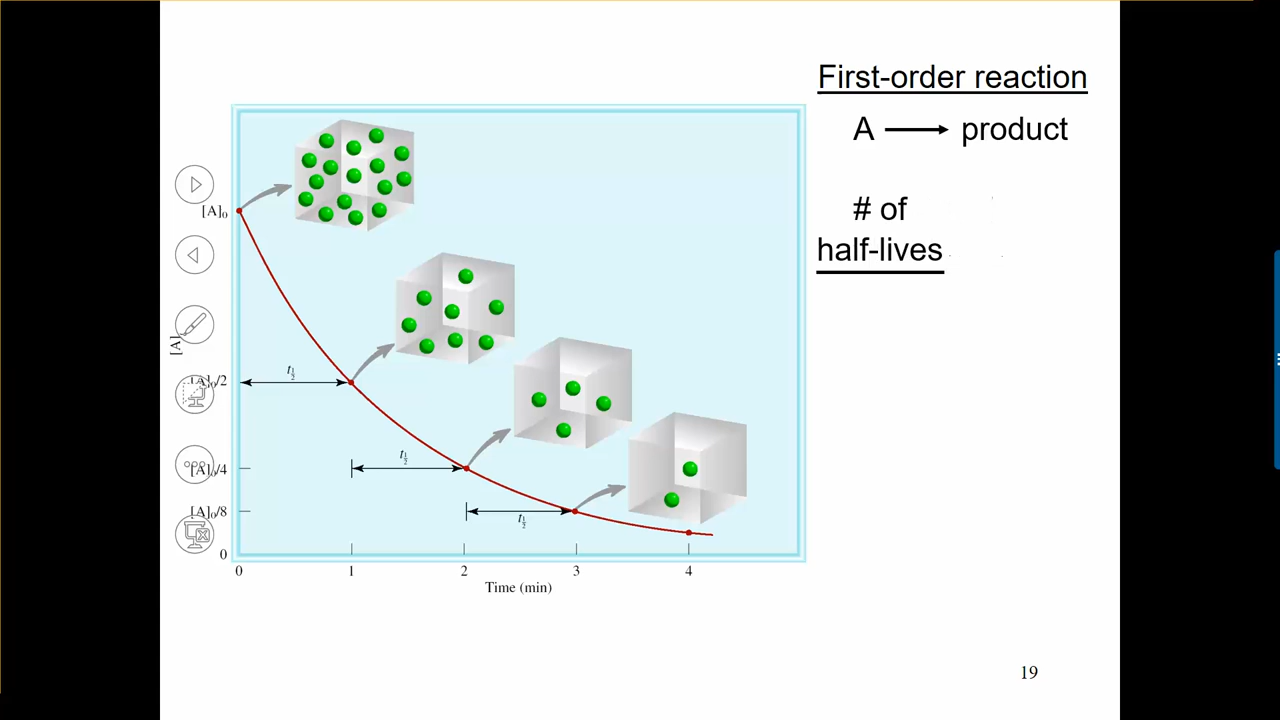 First-order reaction
A → product
# of
half-lives
[A]₀
[A]
[A]₀/2
[A]₀/4
[A]₀/8
0
t½
t½
t½
0 1 2 3 4
Time (min)
19